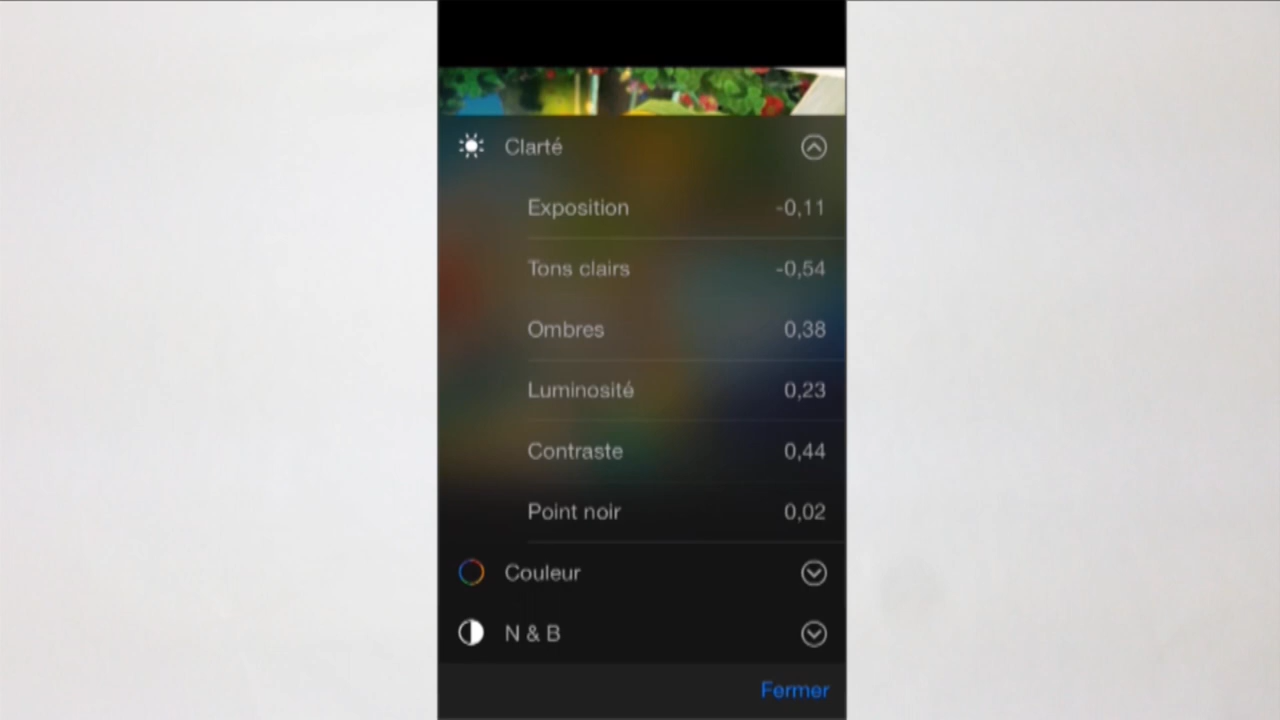 Clarté
Exposition -0,11
Tons clairs -0,54
Ombres 0,38
Luminosité 0,23
Contraste 0,44
Point noir 0,02
Couleur
N & B
Fermer